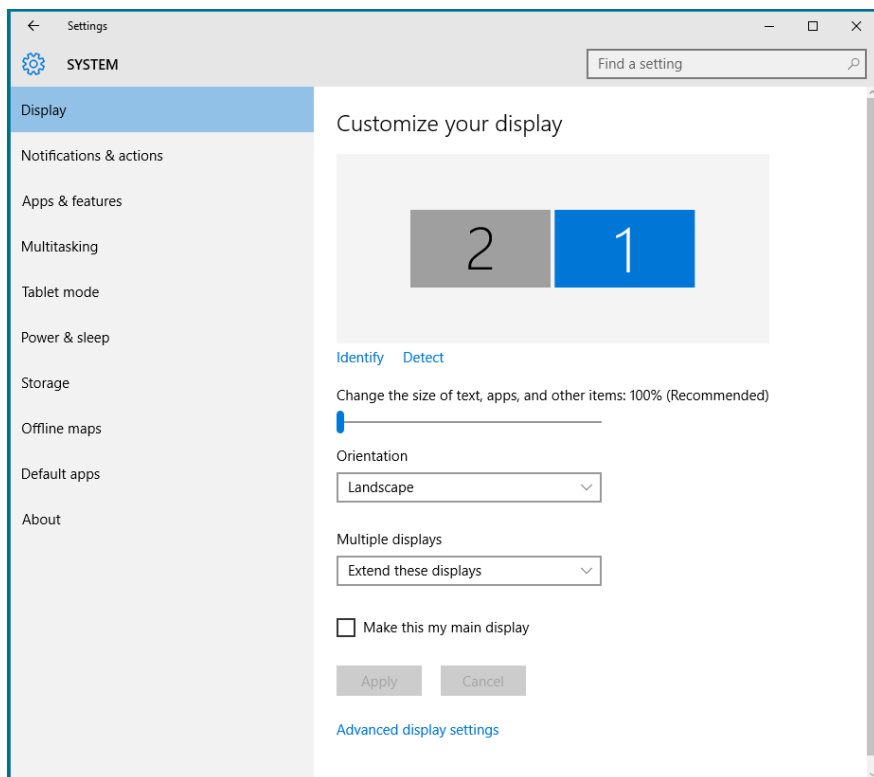 Settings
SYSTEM
Find a setting
Display
Notifications & actions
Apps & features
Multitasking
Tablet mode
Power & sleep
Storage
Offline maps
Default apps
About
Customize your display
2 1
Identify Detect
Change the size of text, apps, and other items: 100% (Recommended)
Orientation
Landscape
Multiple displays
Extend these displays
Make this my main display
Apply Cancel
Advanced display settings